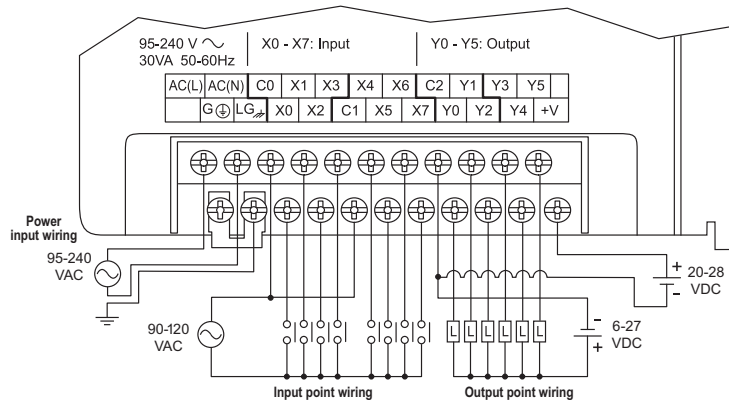 95-240 V
30VA 50-60Hz
X0 - X7: Input
Y0 - Y5: Output
AC(L) AC(N) C0 X1 X3 X4 X6 C2 Y1 Y3 Y5
G LG X0 X2 C1 X5 X7 Y0 Y2 Y4 +V
Power
input wiring
95-240
VAC
90-120
VAC
+
-
20-28
VDC
-
+
6-27
VDC
L L L L L L
Input point wiring
Output point wiring